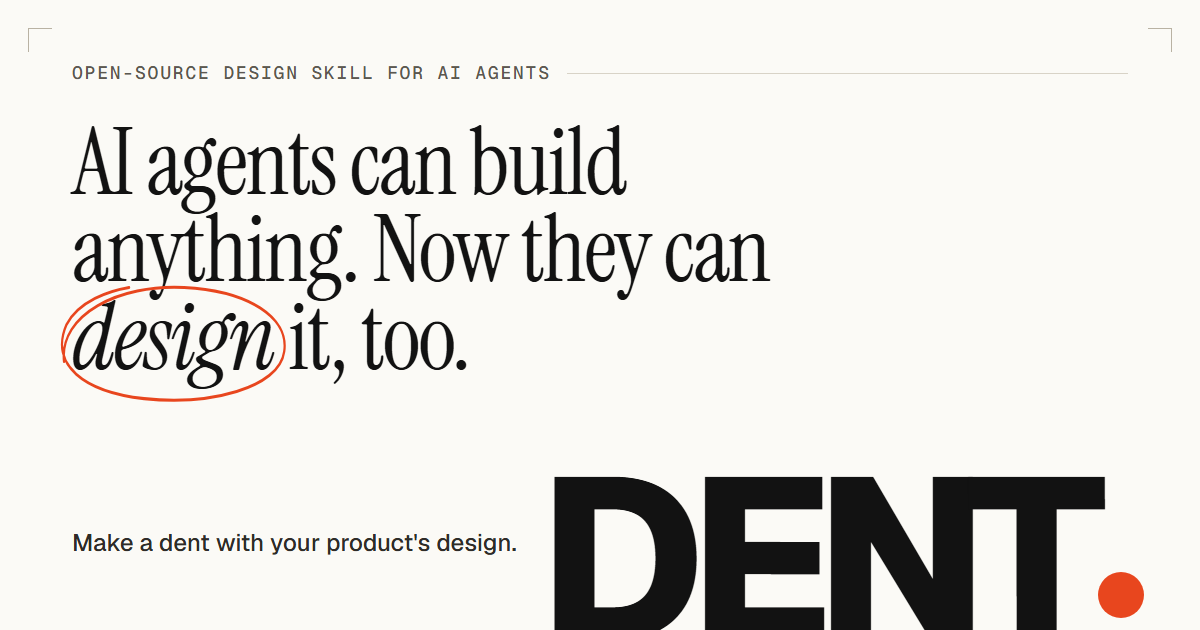 OPEN-SOURCE DESIGN SKILL FOR AI AGENTS
AI agents can build
anything. Now they can
design it, too.
Make a dent with your product's design.
DENT.